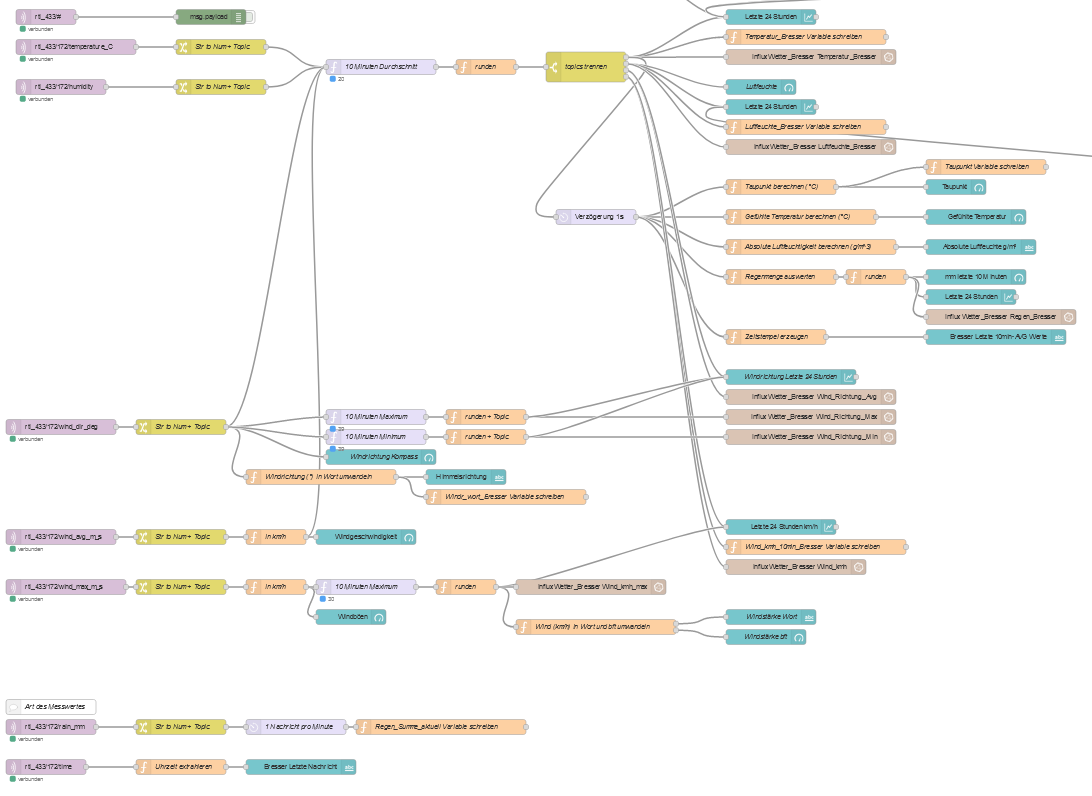 rtl_433/#
verbunden
msg.payload
rtl_433/172/temperature_C
verbunden
Str to Num + Topic
rtl_433/172/humidity
verbunden
Str to Num + Topic
10 Minuten Durchschnitt
20
runden
topics trennen
Letzte 24 Stunden
Temperatur_Bresser Variable schreiben
Influx Wetter_Bresser Temperatur_Bresser
Luftfeuchte
Letzte 24 Stunden
Luftfeuchte_Bresser Variable schreiben
Influx Wetter_Bresser Luftfeuchte_Bresser
Verzögerung 1s
Taupunkt berechnen (°C)
Taupunkt Variable schreiben
Taupunkt
Gefühlte Temperatur berechnen (°C)
Gefühlte Temperatur
Absolute Luftfeuchtigkeit berechnen (g/m^3)
Absolute Luftfeuchte g/m³
Regenmenge auswerten
runden
mm letzte 10 Minuten
Letzte 24 Stunden
Influx Wetter_Bresser Regen_Bresser
Zeitstempel erzeugen
Bresser Letzte 10min-AVG Werte
Windrichtung Letzte 24 Stunden
Influx Wetter_Bresser Wind_Richtung_Avg
Influx Wetter_Bresser Wind_Richtung_Max
Influx Wetter_Bresser Wind_Richtung_Min
rtl_433/172/wind_dir_deg
verbunden
Str to Num + Topic
10 Minuten Maximum
20
runden + Topic
10 Minuten Minimum
20
runden + Topic
Windrichtung Kompass
Windrichtung (°) in Wort umwandeln
Himmelsrichtung
Windr_wort_Bresser Variable schreiben
rtl_433/172/wind_avg_m_s
verbunden
Str to Num + Topic
in km/h
Windgeschwindigkeit
Letzte 24 Stunden km/h
Wind_kmh_10min_Bresser Variable schreiben
Influx Wetter_Bresser Wind_kmh
rtl_433/172/wind_max_m_s
verbunden
Str to Num + Topic
in km/h
10 Minuten Maximum
20
runden
Influx Wetter_Bresser Wind_kmh_max
Windböen
Wind (km/h) in Wort und bft umwandeln
Windstärke Wort
Windstärke bft
Art des Messwertes
rtl_433/172/rain_mm
verbunden
Str to Num + Topic
1 Nachricht pro Minute
Regen_Summe_aktuell Variable schreiben
rtl_433/172/time
verbunden
Uhrzeit extrahieren
Bresser Letzte Nachricht